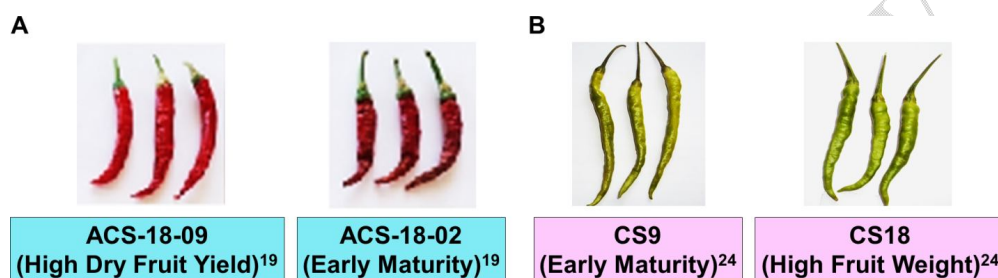 A
B
ACS-18-09
(High Dry Fruit Yield)19
ACS-18-02
(Early Maturity)19
CS9
(Early Maturity)24
CS18
(High Fruit Weight)24